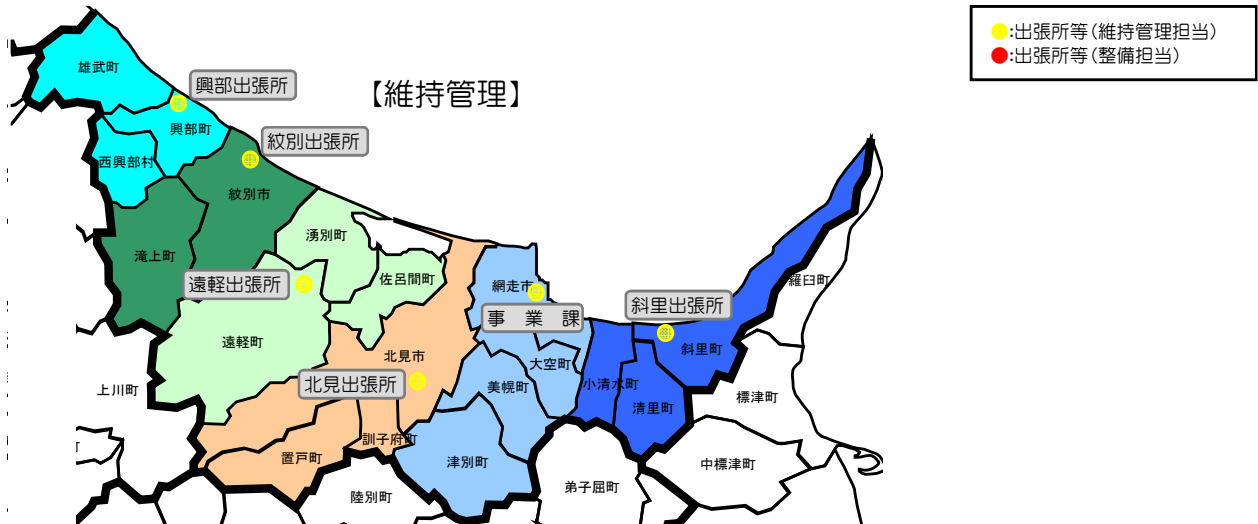 ●:出張所等(維持管理担当)
●:出張所等(整備担当)
【維持管理】
雄武町
興部出張所
興部町
紋別出張所
西興部村
紋別市
滝上町
湧別町
佐呂間町
遠軽出張所
網走市
羅臼町
斜里出張所
事　業　課
遠軽町
北見市
大空町
斜里町
上川町
北見出張所
美幌町
小清水町
清里町
標津町
訓子府町
置戸町
津別町
中標津町
陸別町
弟子屈町